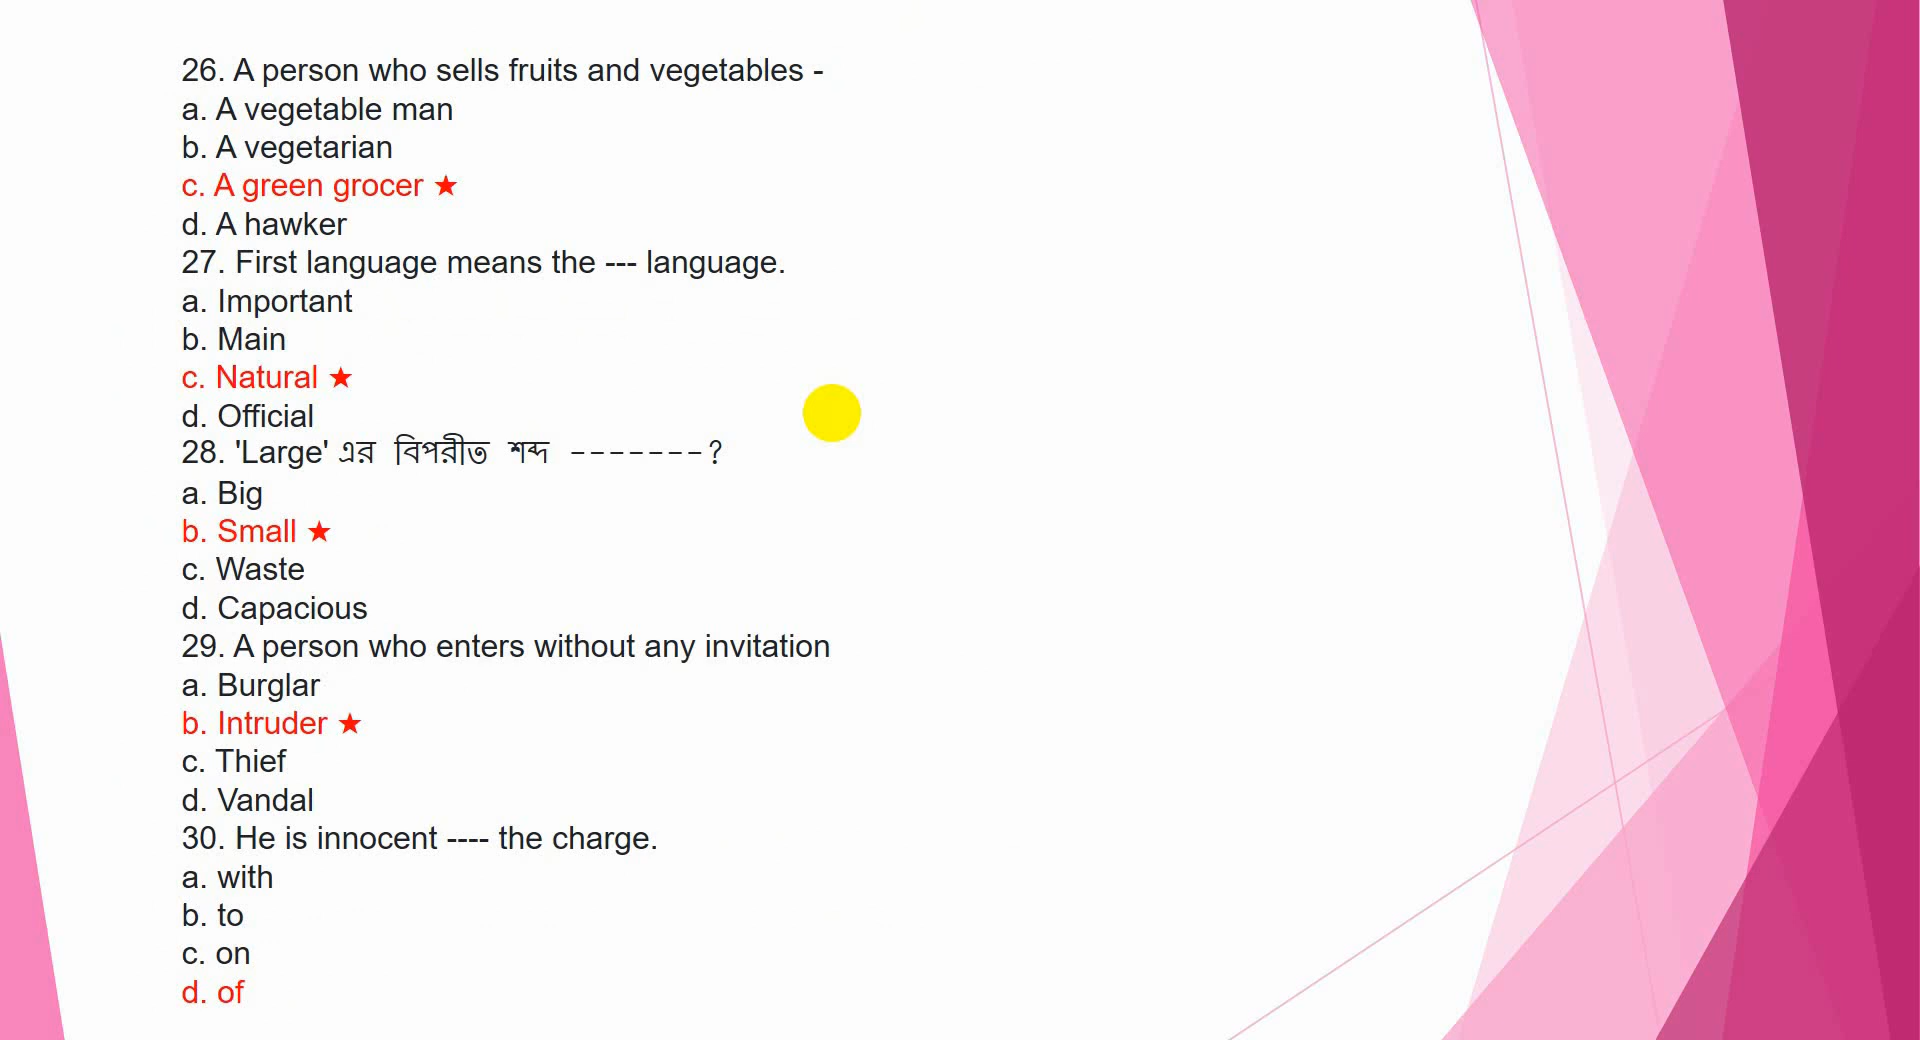 26. A person who sells fruits and vegetables -
a. A vegetable man
b. A vegetarian
c. A green grocer ★
d. A hawker
27. First language means the --- language.
a. Important
b. Main
c. Natural ★
d. Official
28. 'Large' এর বিপরীত শব্দ -------?
a. Big
b. Small ★
c. Waste
d. Capacious
29. A person who enters without any invitation
a. Burglar
b. Intruder ★
c. Thief
d. Vandal
30. He is innocent ---- the charge.
a. with
b. to
c. on
d. of